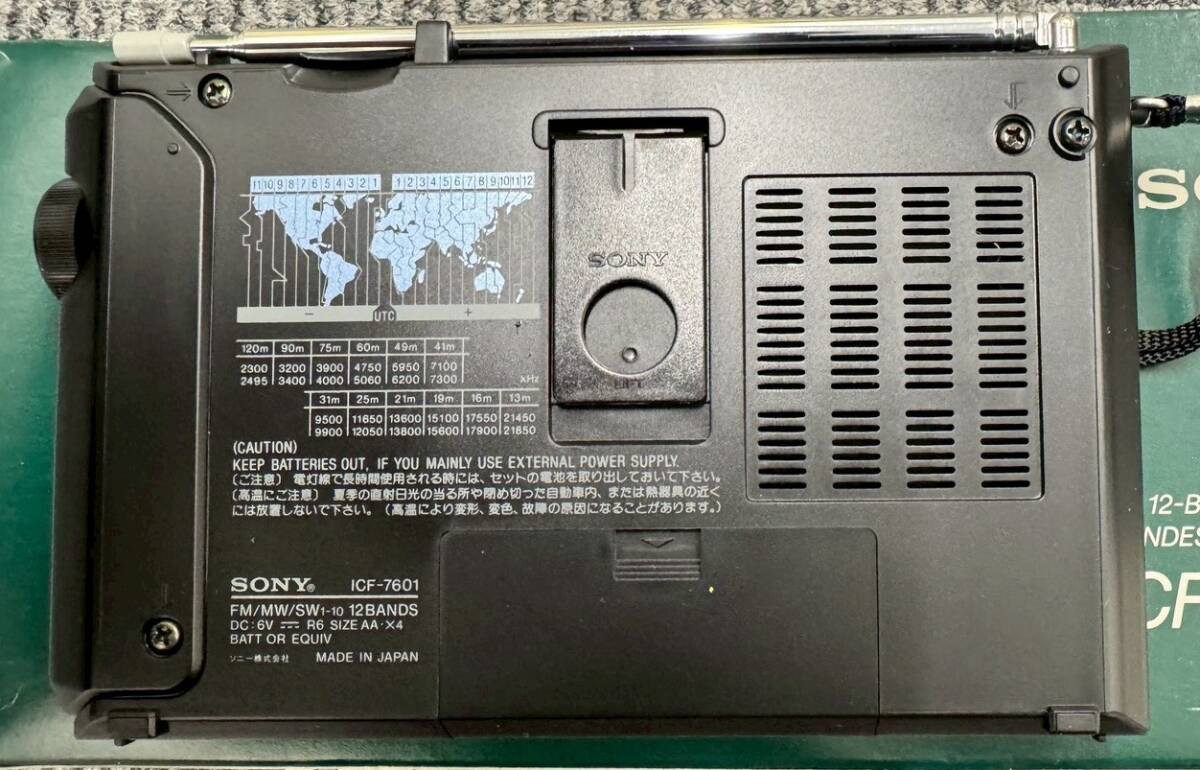 11 10 9 8 7 6 5 4 3 2 1 1 2 3 4 5 6 7 8 9 10 11 12
− UTC +
120m 90m 75m 60m 49m 41m
2300 3200 3900 4750 5950 7100
2495 3400 4000 5060 6200 7300 kHz
31m 25m 21m 19m 16m 13m
9500 11650 13600 15100 17550 21450
9900 12050 13800 15600 17900 21850
(CAUTION)
KEEP BATTERIES OUT, IF YOU MAINLY USE EXTERNAL POWER SUPPLY.
(ご注意) 電灯線で長時間使用される時には、セットの電池を取り出しておいて下さい。
(高温にご注意) 夏季の直射日光の当る所や閉め切った自動車内、または熱器具の近く
には放置しないで下さい。(高温により変形、変色、故障の原因になることがあります。)
SONY® ICF-7601
FM/MW/SW1-10 12BANDS
DC: 6V ⎓ R6 SIZE AA ×4
BATT OR EQUIV
ソニー株式会社 MADE IN JAPAN
SONY
LIFT
SO
12-B
NDES
CF